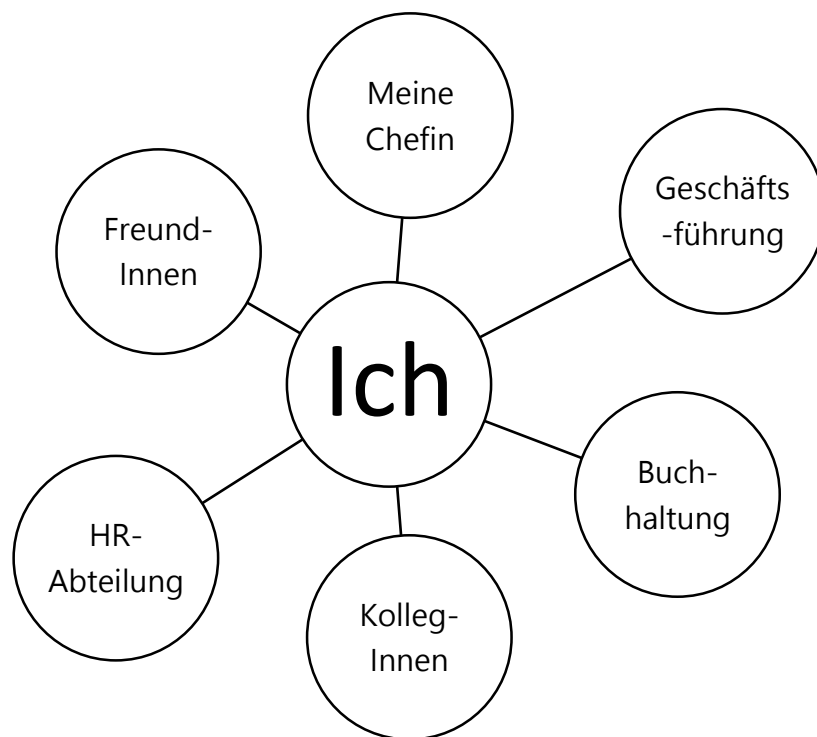 Meine
Chefin
Geschäfts
-führung
Freund-
Innen
Ich
Buch-
haltung
HR-
Abteilung
Kolleg-
Innen